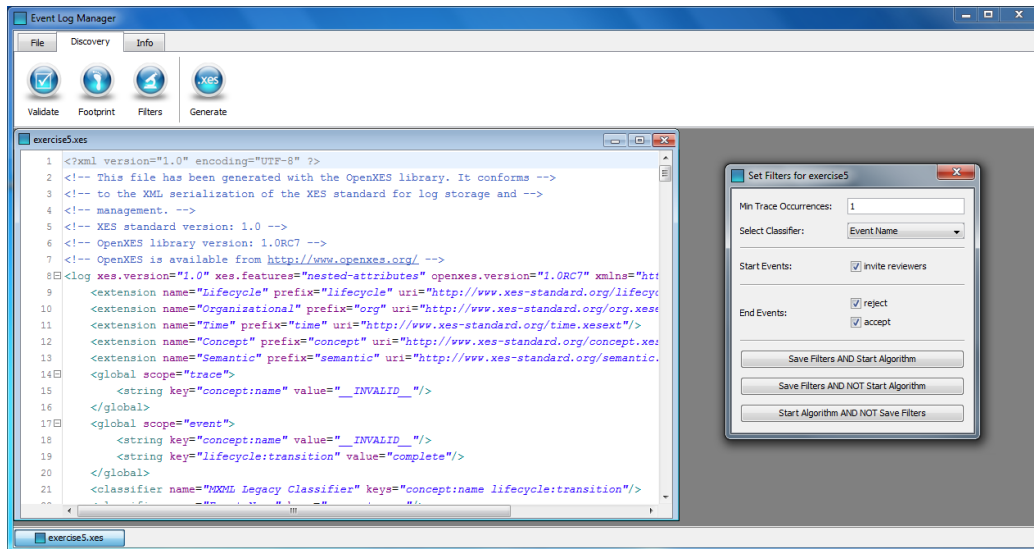 Event Log Manager
File Discovery Info
.xes
Validate Footprint Filters Generate
exercise5.xes
1 <?xml version="1.0" encoding="UTF-8" ?>
2 <!-- This file has been generated with the OpenXES library. It conforms -->
3 <!-- to the XML serialization of the XES standard for log storage and -->
4 <!-- management. -->
5 <!-- XES standard version: 1.0 -->
6 <!-- OpenXES library version: 1.0RC7 -->
7 <!-- OpenXES is available from http://www.openxes.org/ -->
8 <log xes.version="1.0" xes.features="nested-attributes" openxes.version="1.0RC7" xmlns="htt
9 <extension name="Lifecycle" prefix="lifecycle" uri="http://www.xes-standard.org/lifecyc
10 <extension name="Organizational" prefix="org" uri="http://www.xes-standard.org/org.xese
11 <extension name="Time" prefix="time" uri="http://www.xes-standard.org/time.xesext"/>
12 <extension name="Concept" prefix="concept" uri="http://www.xes-standard.org/concept.xes
13 <extension name="Semantic" prefix="semantic" uri="http://www.xes-standard.org/semantic.
14 <global scope="trace">
15 <string key="concept:name" value="__INVALID__"/>
16 </global>
17 <global scope="event">
18 <string key="concept:name" value="__INVALID__"/>
19 <string key="lifecycle:transition" value="complete"/>
20 </global>
21 <classifier name="MXML Legacy Classifier" keys="concept:name lifecycle:transition"/>
Set Filters for exercise5
Min Trace Occurrences: 1
Select Classifier: Event Name
Start Events: invite reviewers
End Events:
reject
accept
Save Filters AND Start Algorithm
Save Filters AND NOT Start Algorithm
Start Algorithm AND NOT Save Filters
exercise5.xes